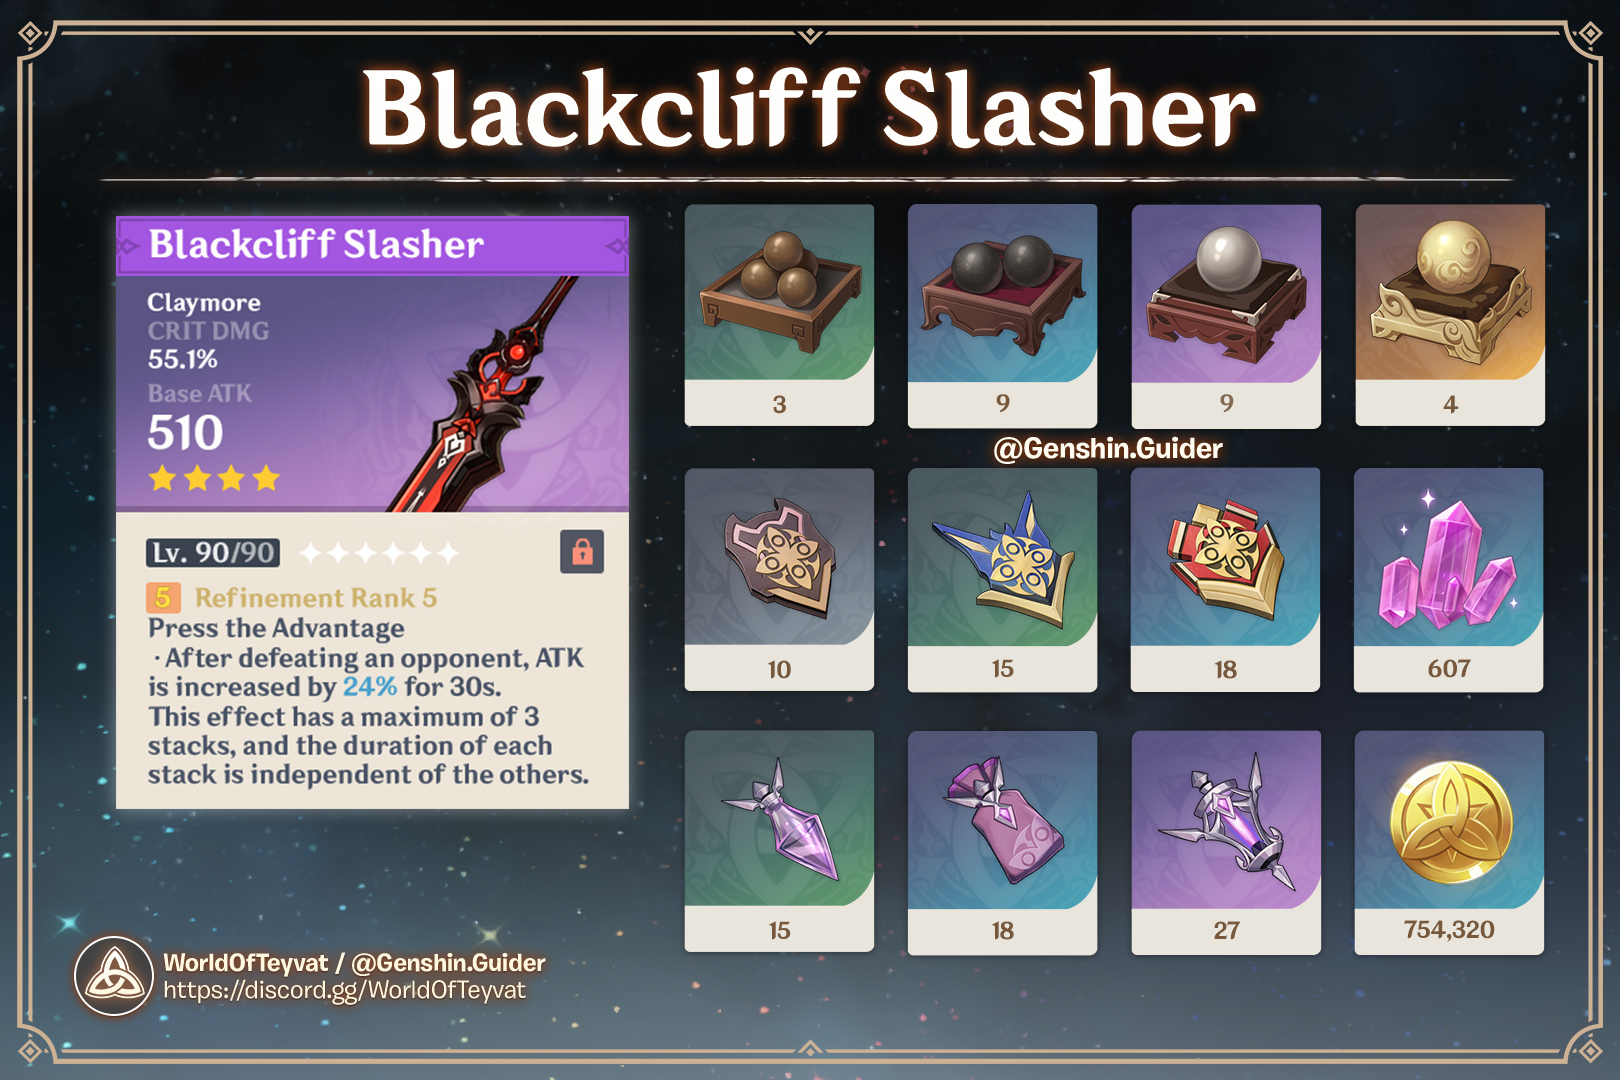 Blackcliff Slasher
Blackcliff Slasher
Claymore
CRIT DMG
55.1%
Base ATK
510
Lv. 90/90
5 Refinement Rank 5
Press the Advantage
· After defeating an opponent, ATK
is increased by 24% for 30s.
This effect has a maximum of 3
stacks, and the duration of each
stack is independent of the others.
3
9
9
4
@Genshin.Guider
10
15
18
607
15
18
27
754,320
WorldOfTeyvat / @Genshin.Guider
https://discord.gg/WorldOfTeyvat